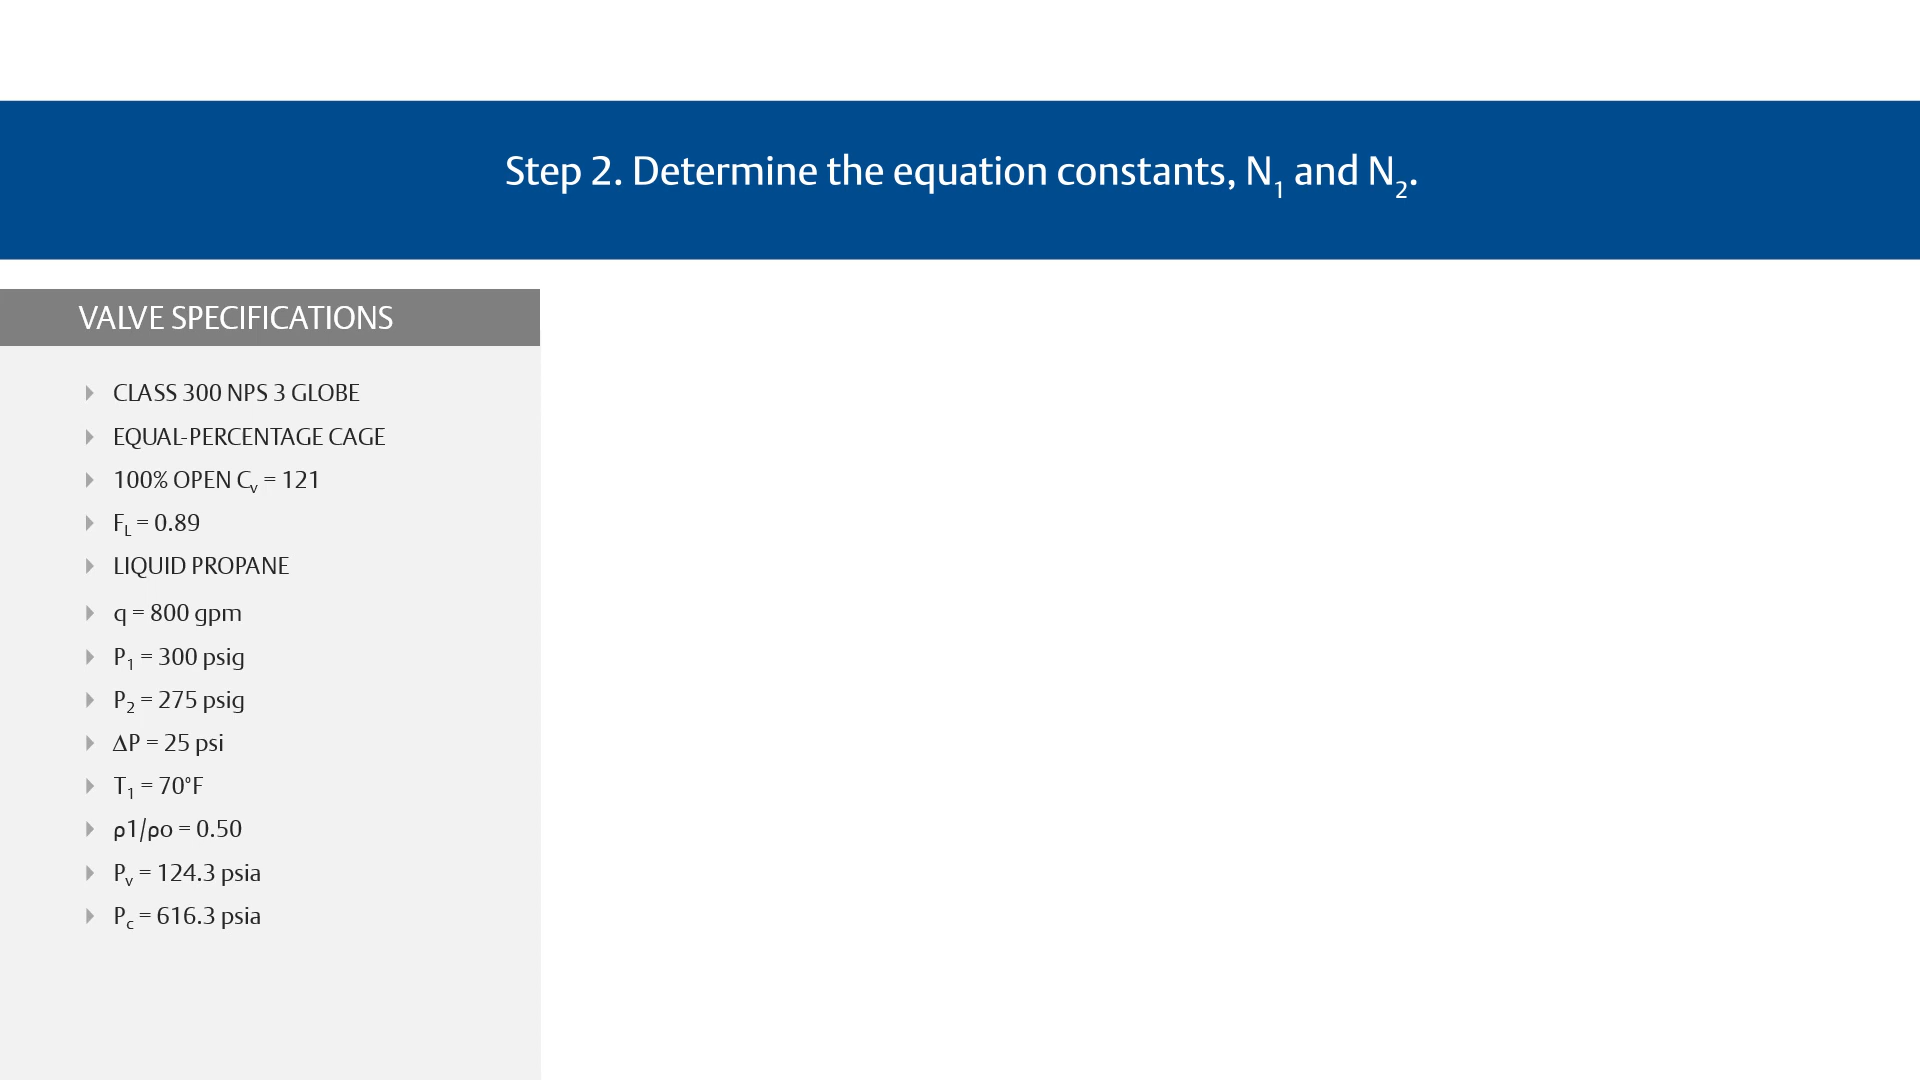 Step 2. Determine the equation constants, N₁ and N₂.
VALVE SPECIFICATIONS
CLASS 300 NPS 3 GLOBE
EQUAL-PERCENTAGE CAGE
100% OPEN Cᵥ = 121
F_L = 0.89
LIQUID PROPANE
q = 800 gpm
P₁ = 300 psig
P₂ = 275 psig
ΔP = 25 psi
T₁ = 70°F
ρ1/ρo = 0.50
Pᵥ = 124.3 psia
P_c = 616.3 psia